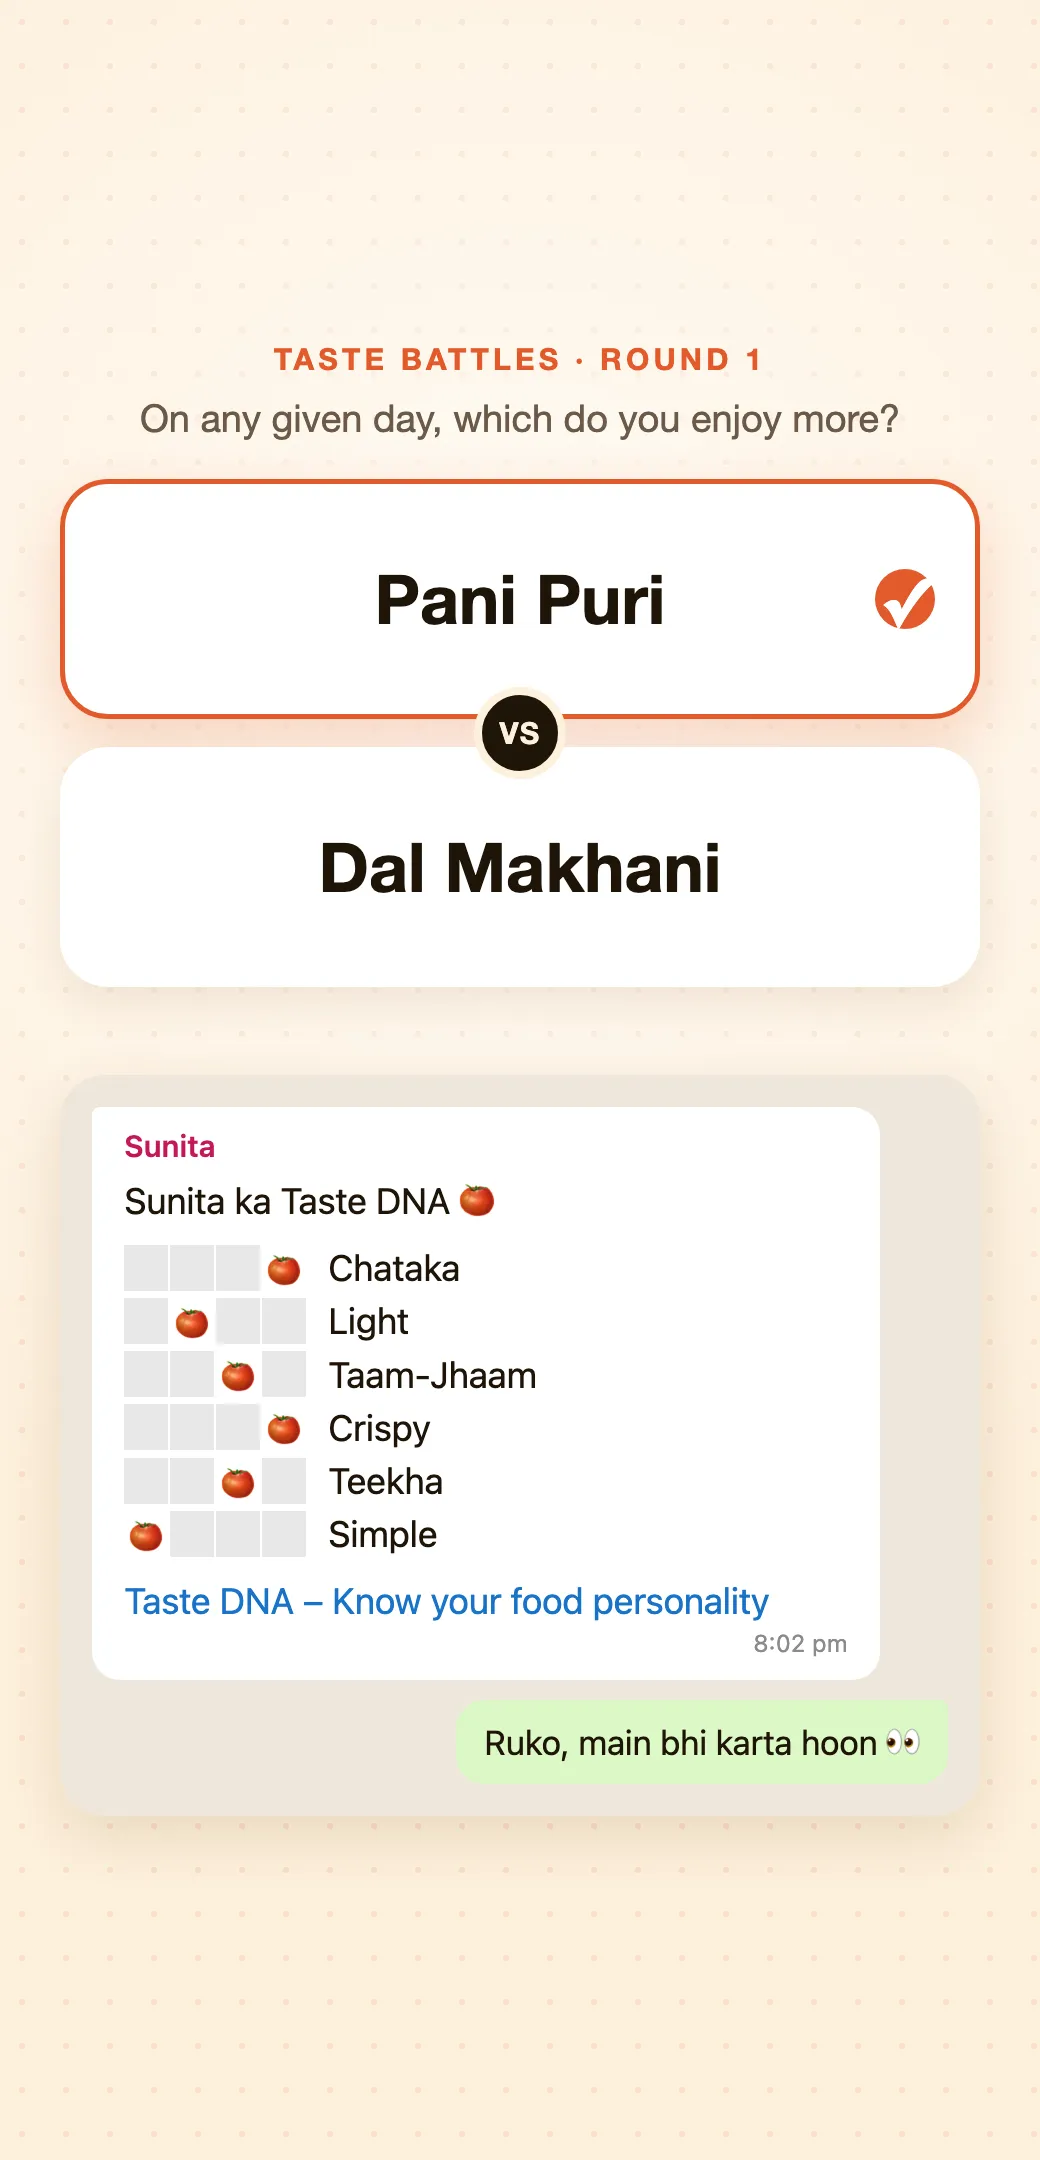 TASTE BATTLES · ROUND 1
On any given day, which do you enjoy more?
Pani Puri
VS
Dal Makhani
Sunita
Sunita ka Taste DNA 🍅
Chataka
Light
Taam-Jhaam
Crispy
Teekha
Simple
Taste DNA – Know your food personality
8:02 pm
Ruko, main bhi karta hoon 👀